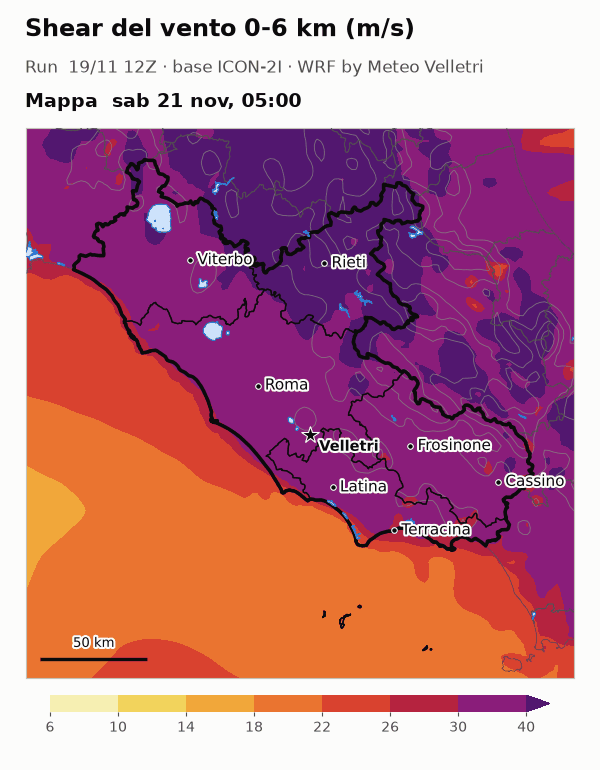 Shear del vento 0-6 km (m/s)
Run  19/11 12Z · base ICON-2I · WRF by Meteo Velletri
Mappa  sab 21 nov, 05:00
Viterbo
Rieti
Roma
Velletri
Frosinone
Latina
Cassino
Terracina
50 km
6 10 14 18 22 26 30 40